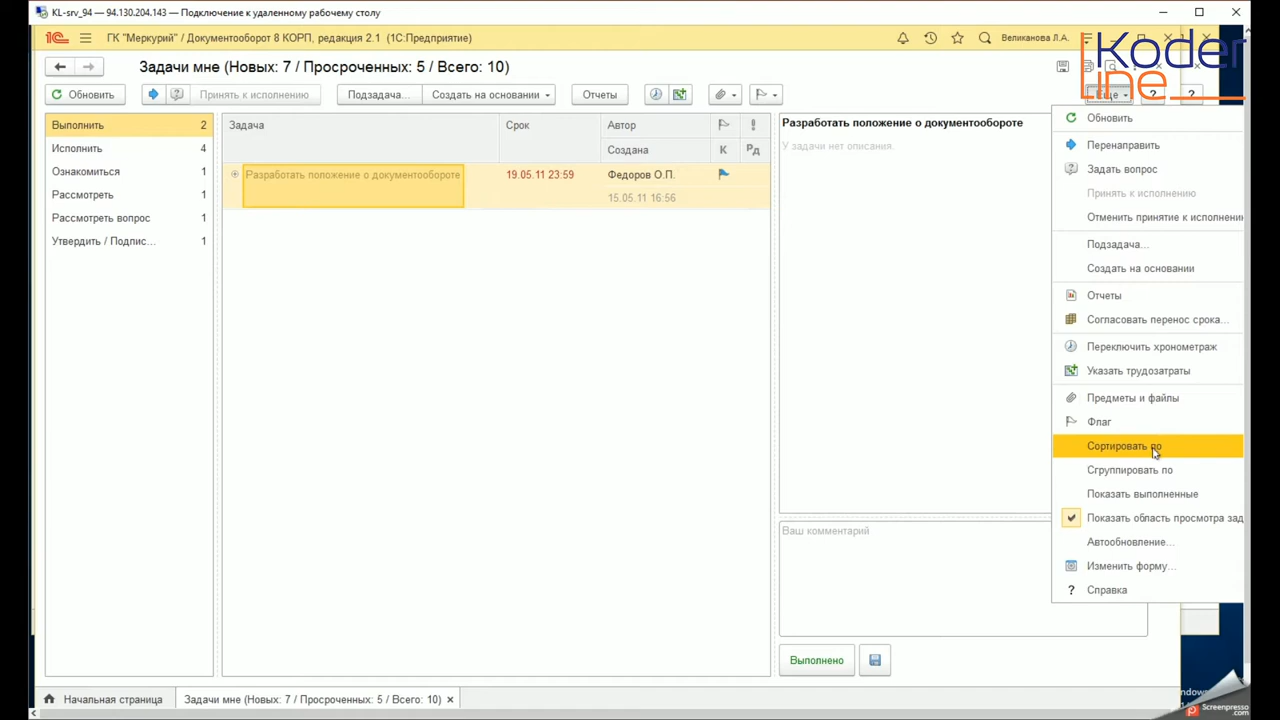 KL-srv_94 — 94.130.204.143 — Подключение к удаленному рабочему столу
ГК "Меркурий" / Документооборот 8 КОРП, редакция 2.1 (1С:Предприятие)
Великанова Л.А.
Koder
Line
Задачи мне (Новых: 7 / Просроченных: 5 / Всего: 10)
Обновить
Принять к исполнению
Подзадача...
Создать на основании
Отчеты
Еще
?
?
Выполнить 2
Исполнить 4
Ознакомиться 1
Рассмотреть 1
Рассмотреть вопрос 1
Утвердить / Подпис... 1
Задача Срок Автор
Создана К Рд
Разработать положение о документообороте 19.05.11 23:59 Федоров О.П.
15.05.11 16:56
Разработать положение о документообороте
У задачи нет описания.
Ваш комментарий
Выполнено
Обновить
Перенаправить
Задать вопрос
Принять к исполнению
Отменить принятие к исполнени
Подзадача...
Создать на основании
Отчеты
Согласовать перенос срока...
Переключить хронометраж
Указать трудозатраты
Предметы и файлы
Флаг
Сортировать по
Сгруппировать по
Показать выполненные
Показать область просмотра зад
Автообновление...
Изменить форму...
? Справка
Начальная страница
Задачи мне (Новых: 7 / Просроченных: 5 / Всего: 10) ×
Screenpresso
.com